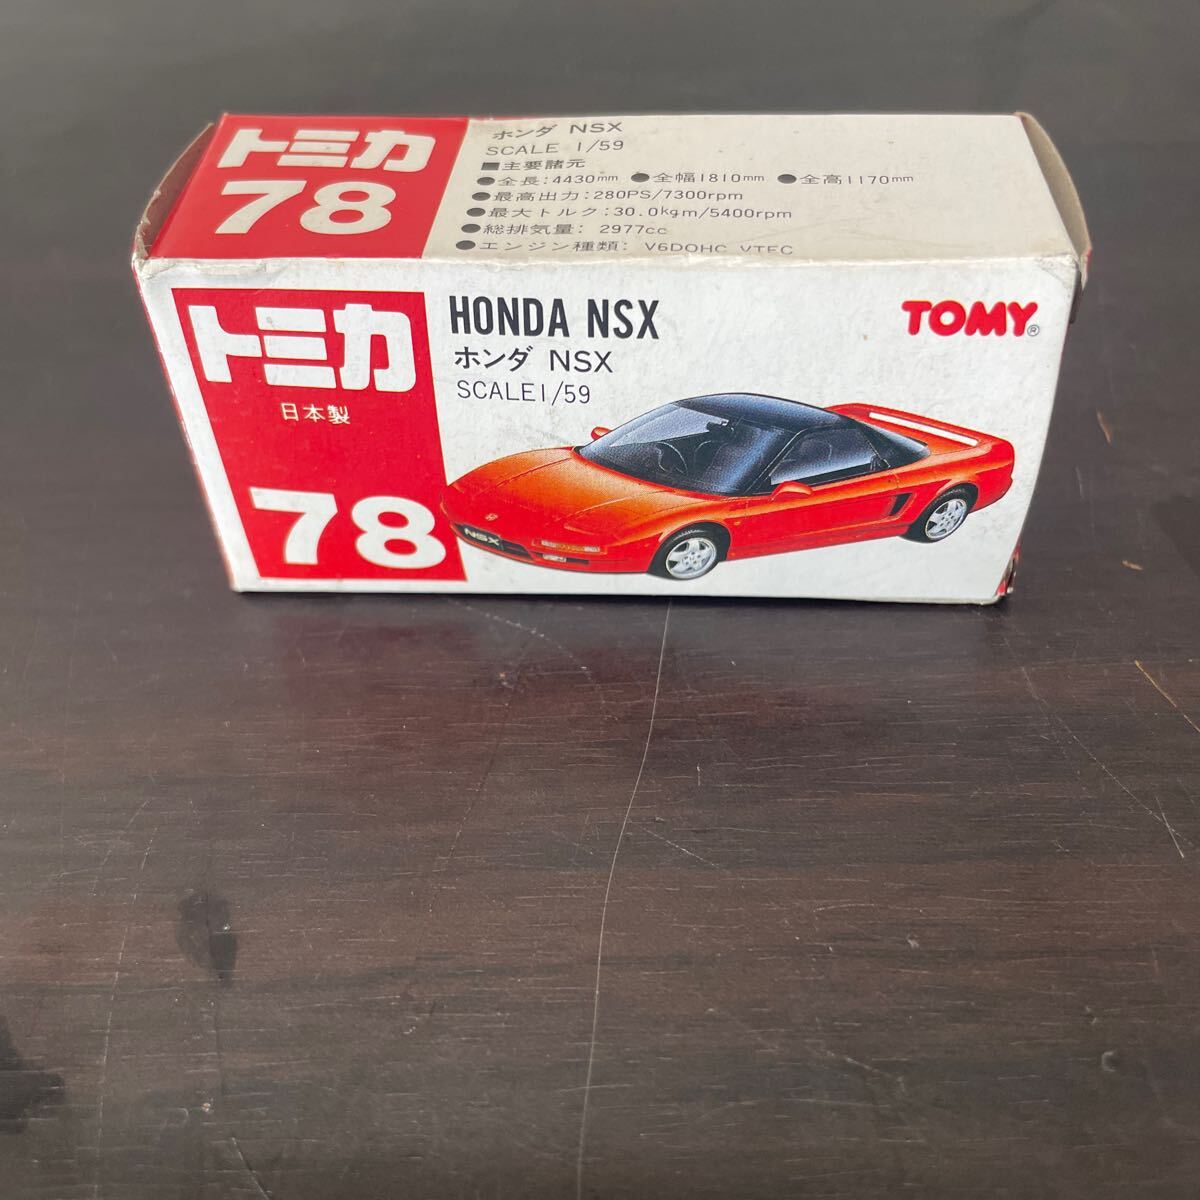 トミカ
78
ホンダ NSX
SCALE 1/59
■主要諸元
●全長:4430mm ●全幅1810mm ●全高1170mm
●最高出力:280PS/7300rpm
●最大トルク:30.0kgm/5400rpm
●総排気量: 2977cc
●エンジン種類: V6DOHC VTEC
トミカ
日本製
78
HONDA NSX
ホンダ NSX
SCALE1/59
TOMY®
NSX